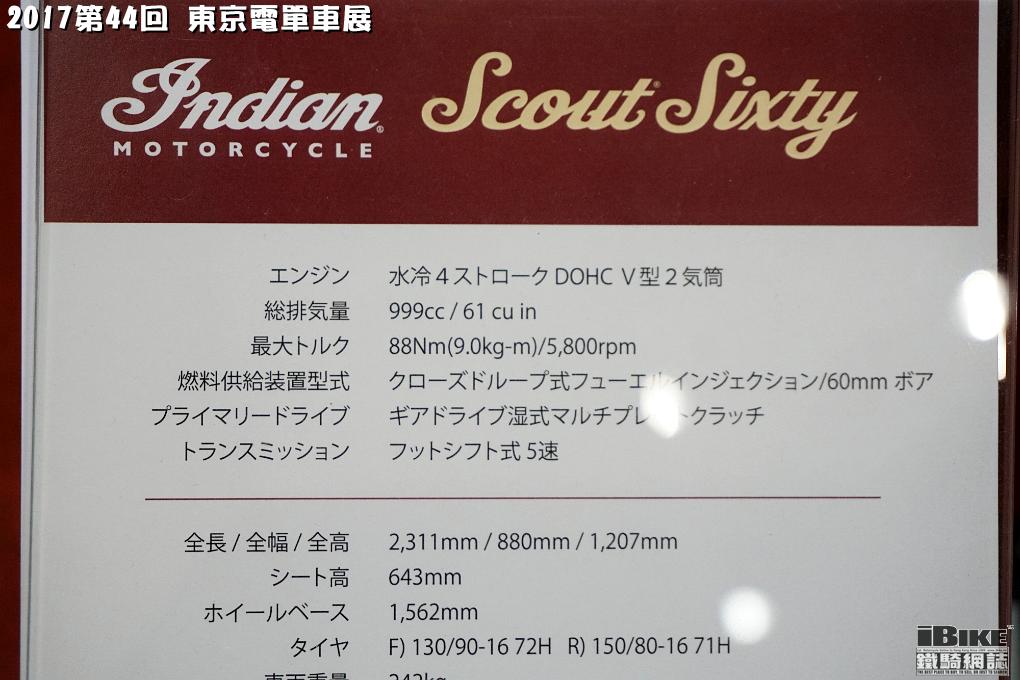 2017第44回 東京電單車展
Indian Scout Sixty
MOTORCYCLE
エンジン 水冷４ストローク DOHC Ｖ型２気筒
総排気量 999cc / 61 cu in
最大トルク 88Nm(9.0kg-m)/5,800rpm
燃料供給装置型式 クローズドループ式フューエルインジェクション/60mm ボア
プライマリードライブ ギアドライブ湿式マルチプレートクラッチ
トランスミッション フットシフト式 5速
全長 / 全幅 / 全高 2,311mm / 880mm / 1,207mm
シート高 643mm
ホイールベース 1,562mm
タイヤ F) 130/90-16 72H R) 150/80-16 71H
iBIKE
鐵騎網誌